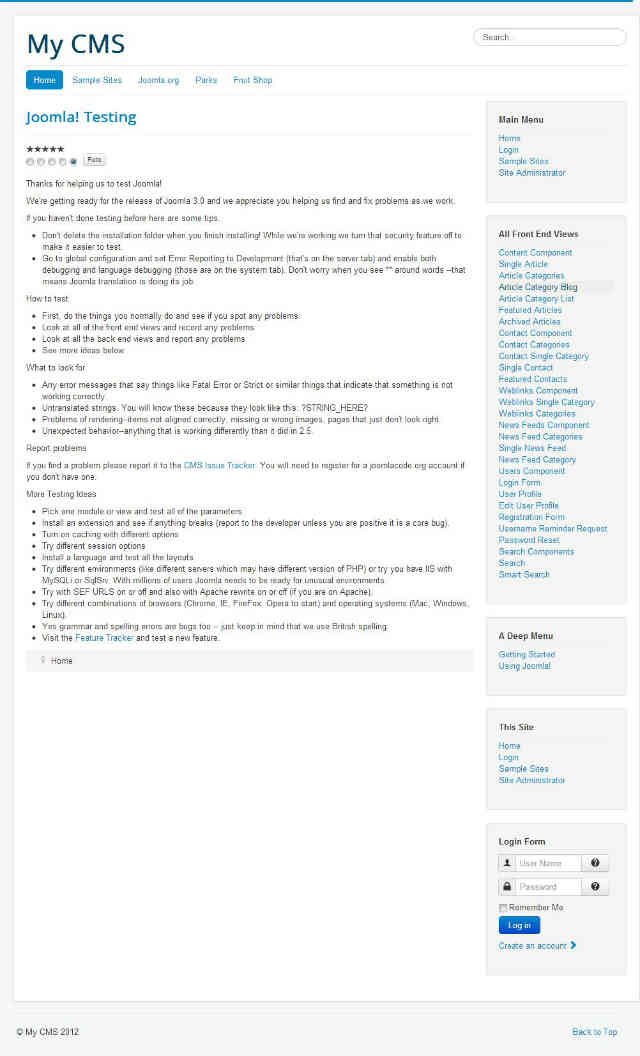 My CMS
Search...
Home
Sample Sites
Joomla.org
Parks
Fruit Shop
Joomla! Testing
Rate
Thanks for helping us to test Joomla!
We're getting ready for the release of Joomla 3.0 and we appreciate you helping us find and fix problems as we work.
If you haven't done testing before here are some tips.
Don't delete the installation folder when you finish installing! While we're working we turn that security feature off to
make it easier to test.
Go to global configuration and set Error Reporting to Development (that's on the server tab) and enable both
debugging and language debugging (those are on the system tab). Don't worry when you see ** around words --that
means Joomla translation is doing its job.
How to test
First, do the things you normally do and see if you spot any problems.
Look at all of the front end views and record any problems
Look at all the back end views and report any problems
See more ideas below
What to look for
Any error messages that say things like Fatal Error or Strict or similar things that indicate that something is not
working correctly.
Untranslated strings. You will know these because they look like this: ?STRING_HERE?
Problems of rendering--items not aligned correctly, missing or wrong images, pages that just don't look right.
Unexpected behavior--anything that is working differently than it did in 2.5.
Report problems
If you find a problem please report it to the CMS Issue Tracker. You will need to register for a joomlacode.org account if
you don't have one.
More Testing Ideas
Pick one module or view and test all of the parameters.
Install an extension and see if anything breaks (report to the developer unless you are positive it is a core bug).
Turn on caching with different options
Try different session options
Install a language and test all the layouts.
Try different environments (like different servers which may have different version of PHP) or try you have IIS with
MySQLi or SqlSrv. With millions of users Joomla needs to be ready for unusual environments.
Try with SEF URLS on or off and also with Apache rewrite on or off (if you are on Apache).
Try different combinations of browsers (Chrome, IE, FireFox, Opera to start) and operating systems (Mac, Windows,
Linux).
Yes grammar and spelling errors are bugs too -- just keep in mind that we use British spelling.
Visit the Feature Tracker and test a new feature.
Home
Main Menu
Home
Login
Sample Sites
Site Administrator
All Front End Views
Content Component
Single Article
Article Categories
Article Category Blog
Article Category List
Featured Articles
Archived Articles
Contact Component
Contact Categories
Contact Single Category
Single Contact
Featured Contacts
Weblinks Component
Weblinks Single Category
Weblinks Categories
News Feeds Component
News Feed Categories
Single News Feed
News Feed Category
Users Component
Login Form
User Profile
Edit User Profile
Registration Form
Username Reminder Request
Password Reset
Search Components
Search
Smart Search
A Deep Menu
Getting Started
Using Joomla!
This Site
Home
Login
Sample Sites
Site Administrator
Login Form
User Name
Password
Remember Me
Log in
Create an account
© My CMS 2012
Back to Top